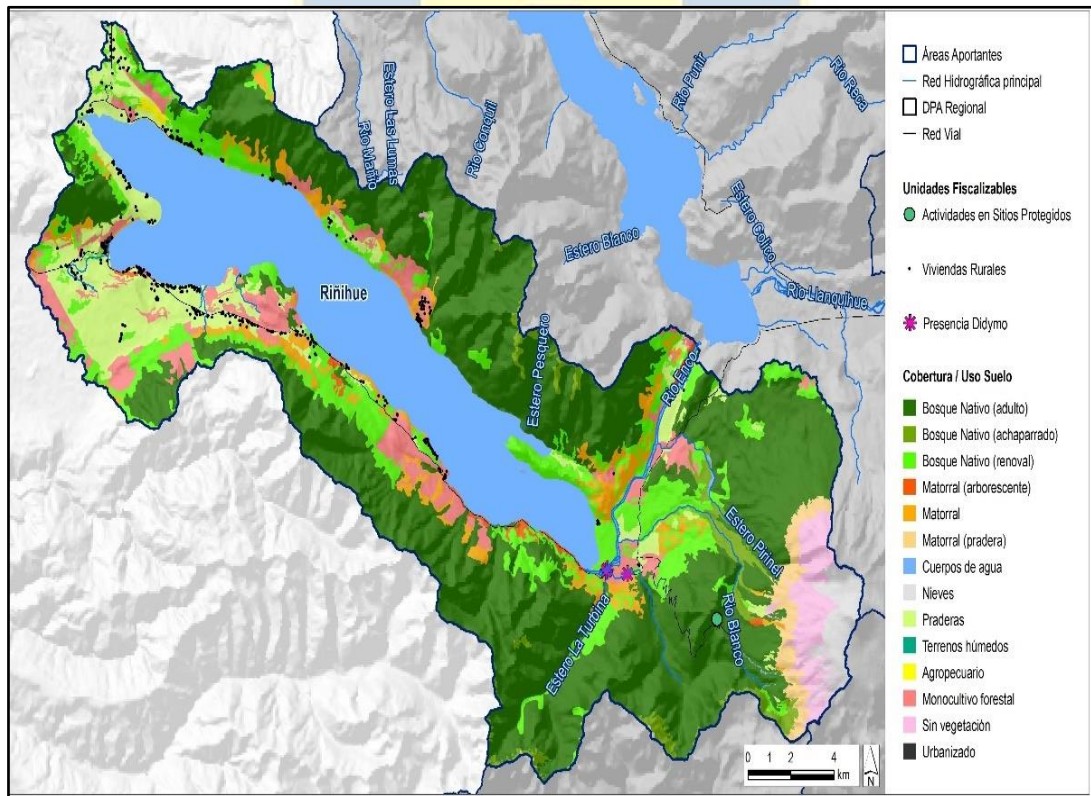 Río Punir
Río Reca
Estero Las Lumas
Río Mañío
Río Conquil
Estero Colico
Estero Blanco
Río Llanquihue
Riñihue
Estero Pesquero
Río Enco
Estero Pirinel
Río Blanco
Estero La Turbina
0 1 2 4
km
N
Áreas Aportantes
Red Hidrográfica principal
DPA Regional
Red Vial
Unidades Fiscalizables
Actividades en Sitios Protegidos
Viviendas Rurales
Presencia Didymo
Cobertura / Uso Suelo
Bosque Nativo (adulto)
Bosque Nativo (achaparrado)
Bosque Nativo (renoval)
Matorral (arborescente)
Matorral
Matorral (pradera)
Cuerpos de agua
Nieves
Praderas
Terrenos húmedos
Agropecuario
Monocultivo forestal
Sin vegetación
Urbanizado